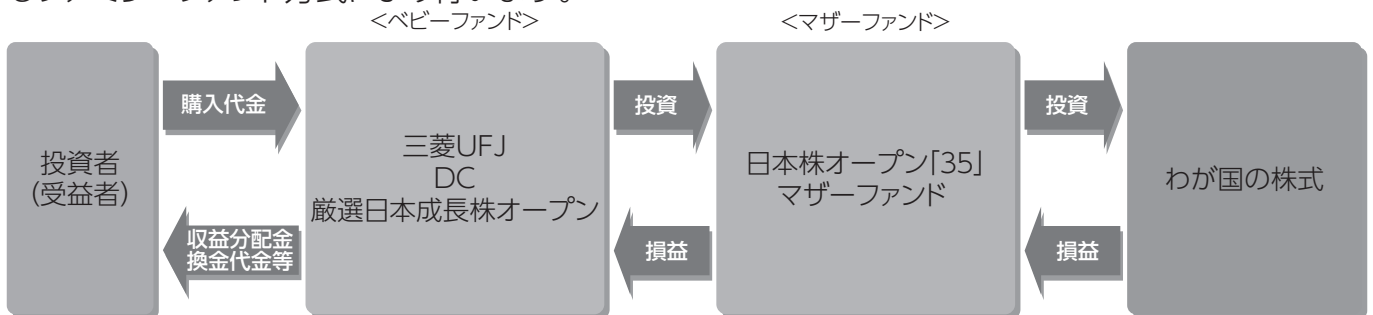 <ベビーファンド>
<マザーファンド>
投資者
(受益者)
購入代金
収益分配金
換金代金等
三菱UFJ
DC
厳選日本成長株オープン
投資
損益
日本株オープン「35」
マザーファンド
投資
損益
わが国の株式